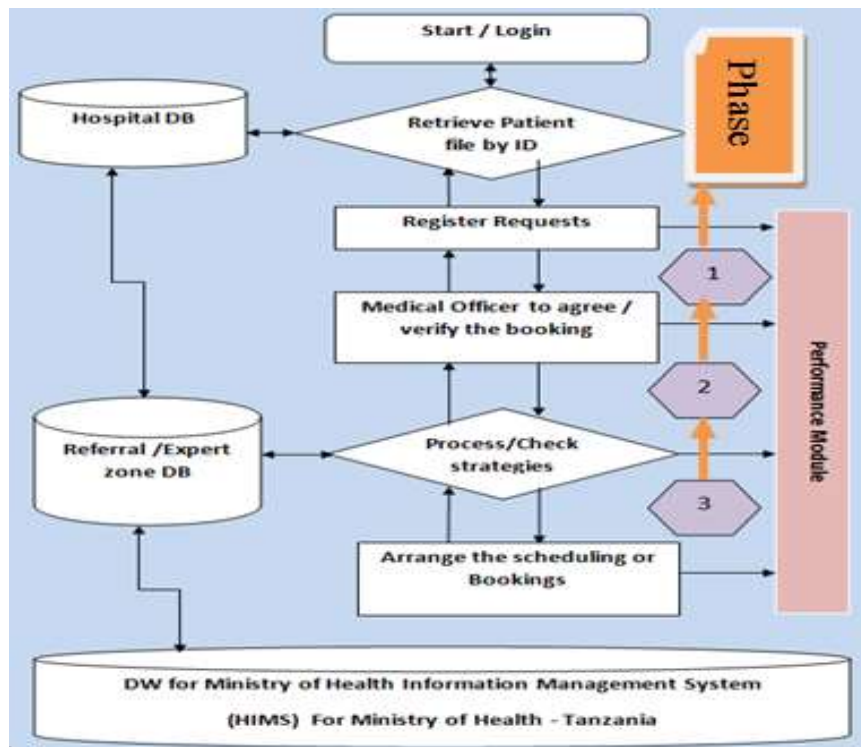 Start / Login
Phase
Hospital DB
Retrieve Patient
file by ID
Register Requests
1
Medical Officer to agree /
verify the booking
Performance Module
2
Referral /Expert
zone DB
Process/Check
strategies
3
Arrange the scheduling or
Bookings
DW for Ministry of Health Information Management System
(HIMS) For Ministry of Health - Tanzania